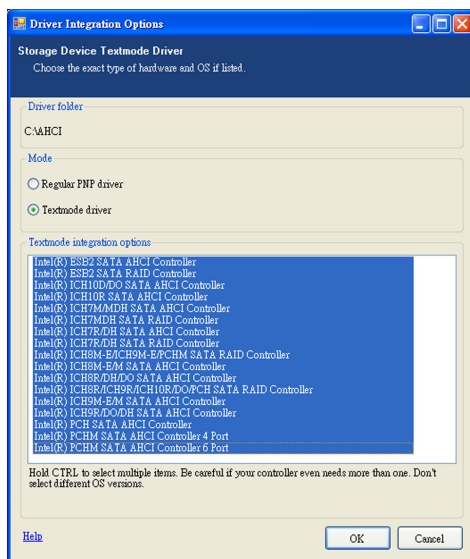 Driver Integration Options
Storage Device Textmode Driver
Choose the exact type of hardware and OS if listed.
Driver folder
C:\AHCI
Mode
Regular PNP driver
Textmode driver
Textmode integration options
Intel(R) ESB2 SATA AHCI Controller
Intel(R) ESB2 SATA RAID Controller
Intel(R) ICH10D/DO SATA AHCI Controller
Intel(R) ICH10R SATA AHCI Controller
Intel(R) ICH7M/MDH SATA AHCI Controller
Intel(R) ICH7MDH SATA RAID Controller
Intel(R) ICH7R/DH SATA AHCI Controller
Intel(R) ICH7R/DH SATA RAID Controller
Intel(R) ICH8M-E/ICH9M-E/PCHM SATA RAID Controller
Intel(R) ICH8M-E/M SATA AHCI Controller
Intel(R) ICH8R/DH/DO SATA AHCI Controller
Intel(R) ICH8R/ICH9R/ICH10R/DO/PCH SATA RAID Controller
Intel(R) ICH9M-E/M SATA AHCI Controller
Intel(R) ICH9R/DO/DH SATA AHCI Controller
Intel(R) PCH SATA AHCI Controller
Intel(R) PCHM SATA AHCI Controller 4 Port
Intel(R) PCHM SATA AHCI Controller 6 Port
Hold CTRL to select multiple items. Be careful if your controller even needs more than one. Don't
select different OS versions.
Help
OK
Cancel